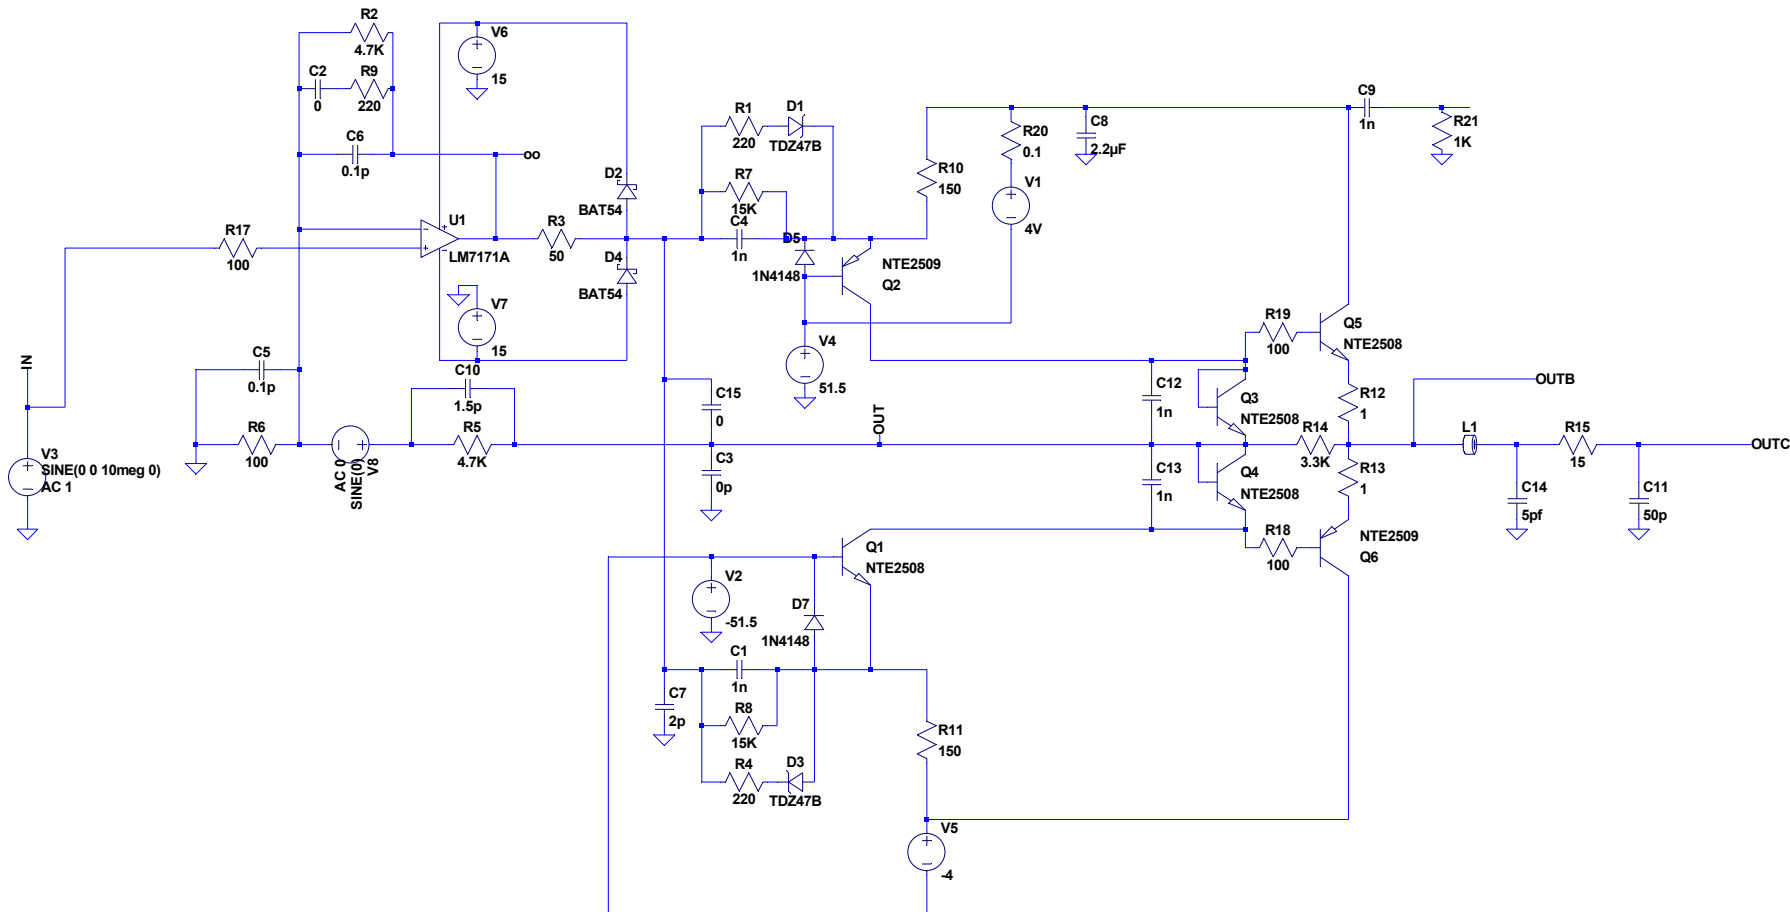 R2
4.7K
C2
0
R9
220
C6
0.1p
oo
V6
15
U1
LM7171A
R17
100
R3
50
D2
BAT54
D4
BAT54
V7
15
R1
220
D1
TDZ47B
R7
15K
C4
1n
D5
1N4148
NTE2509
Q2
R10
150
R20
0.1
V1
4V
C8
2.2µF
C9
1n
R21
1K
V4
51.5
R19
100
Q5
NTE2508
IN
C5
0.1p
C10
1.5p
R6
100
AC 0
SINE(0)
V8
R5
4.7K
V3
SINE(0 0 10meg 0)
AC 1
C15
0
OUT
C3
0p
C12
1n
Q3
NTE2508
R12
1
R14
3.3K
OUTB
L1
R15
15
OUTC
C13
1n
Q4
NTE2508
R13
1
C14
5pf
C11
50p
R18
100
NTE2509
Q6
Q1
NTE2508
V2
-51.5
D7
1N4148
C1
1n
C7
2p
R8
15K
R4
220
D3
TDZ47B
R11
150
V5
-4